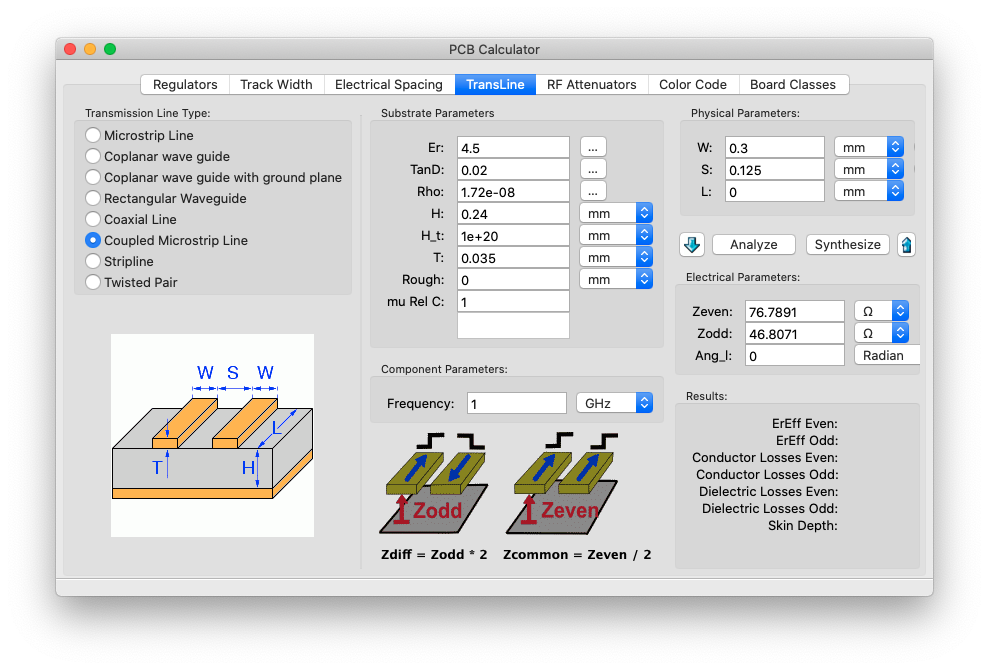 PCB Calculator
Regulators Track Width Electrical Spacing TransLine RF Attenuators Color Code Board Classes
Transmission Line Type:
Microstrip Line
Coplanar wave guide
Coplanar wave guide with ground plane
Rectangular Waveguide
Coaxial Line
Coupled Microstrip Line
Stripline
Twisted Pair
W S W
L
T
H
Substrate Parameters
Er: 4.5 ...
TanD: 0.02 ...
Rho: 1.72e-08 ...
H: 0.24 mm
H_t: 1e+20 mm
T: 0.035 mm
Rough: 0 mm
mu Rel C: 1
Component Parameters:
Frequency: 1 GHz
Zodd
Zeven
Zdiff = Zodd * 2 Zcommon = Zeven / 2
Physical Parameters:
W: 0.3 mm
S: 0.125 mm
L: 0 mm
Analyze Synthesize
Electrical Parameters:
Zeven: 76.7891 Ω
Zodd: 46.8071 Ω
Ang_l: 0 Radian
Results:
ErEff Even:
ErEff Odd:
Conductor Losses Even:
Conductor Losses Odd:
Dielectric Losses Even:
Dielectric Losses Odd:
Skin Depth: